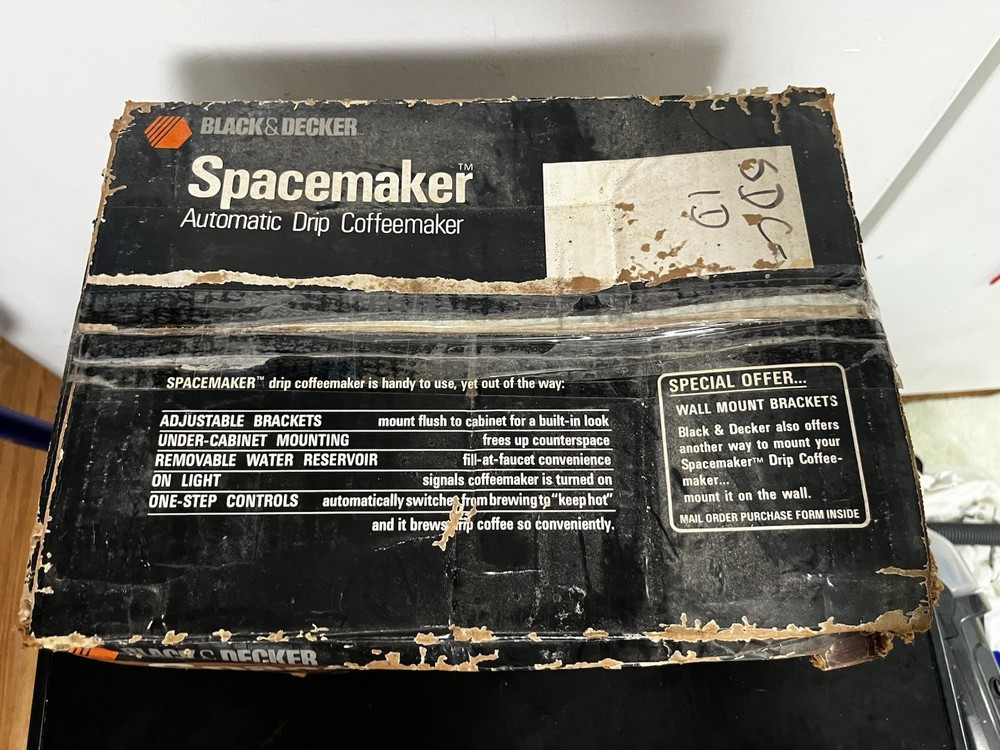 BLACK & DECKER
Spacemaker™
Automatic Drip Coffeemaker
SPACEMAKER™ drip coffeemaker is handy to use, yet out of the way:
ADJUSTABLE BRACKETS mount flush to cabinet for a built-in look
UNDER-CABINET MOUNTING frees up counterspace
REMOVABLE WATER RESERVOIR fill-at-faucet convenience
ON LIGHT signals coffeemaker is turned on
ONE-STEP CONTROLS automatically switches from brewing to "keep hot"
and it brews drip coffee so conveniently.
SPECIAL OFFER...
WALL MOUNT BRACKETS
Black & Decker also offers
another way to mount your
Spacemaker™ Drip Coffee-
maker...
mount it on the wall.
MAIL ORDER PURCHASE FORM INSIDE
BLACK & DECKER